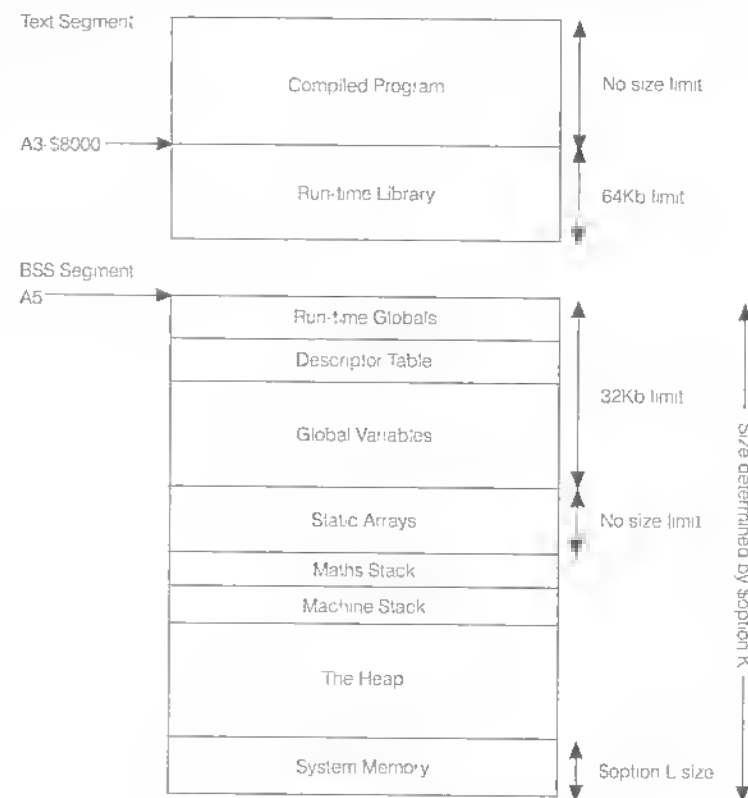 Text Segment
Compiled Program
No size limit
A3-$8000
Run-time Library
64Kb limit
BSS Segment
A5
Run-time Globals
Descriptor Table
32Kb limit
Global Variables
Static Arrays
No size limit
Maths Stack
Machine Stack
The Heap
System Memory
$option L size
Size determined by $option K